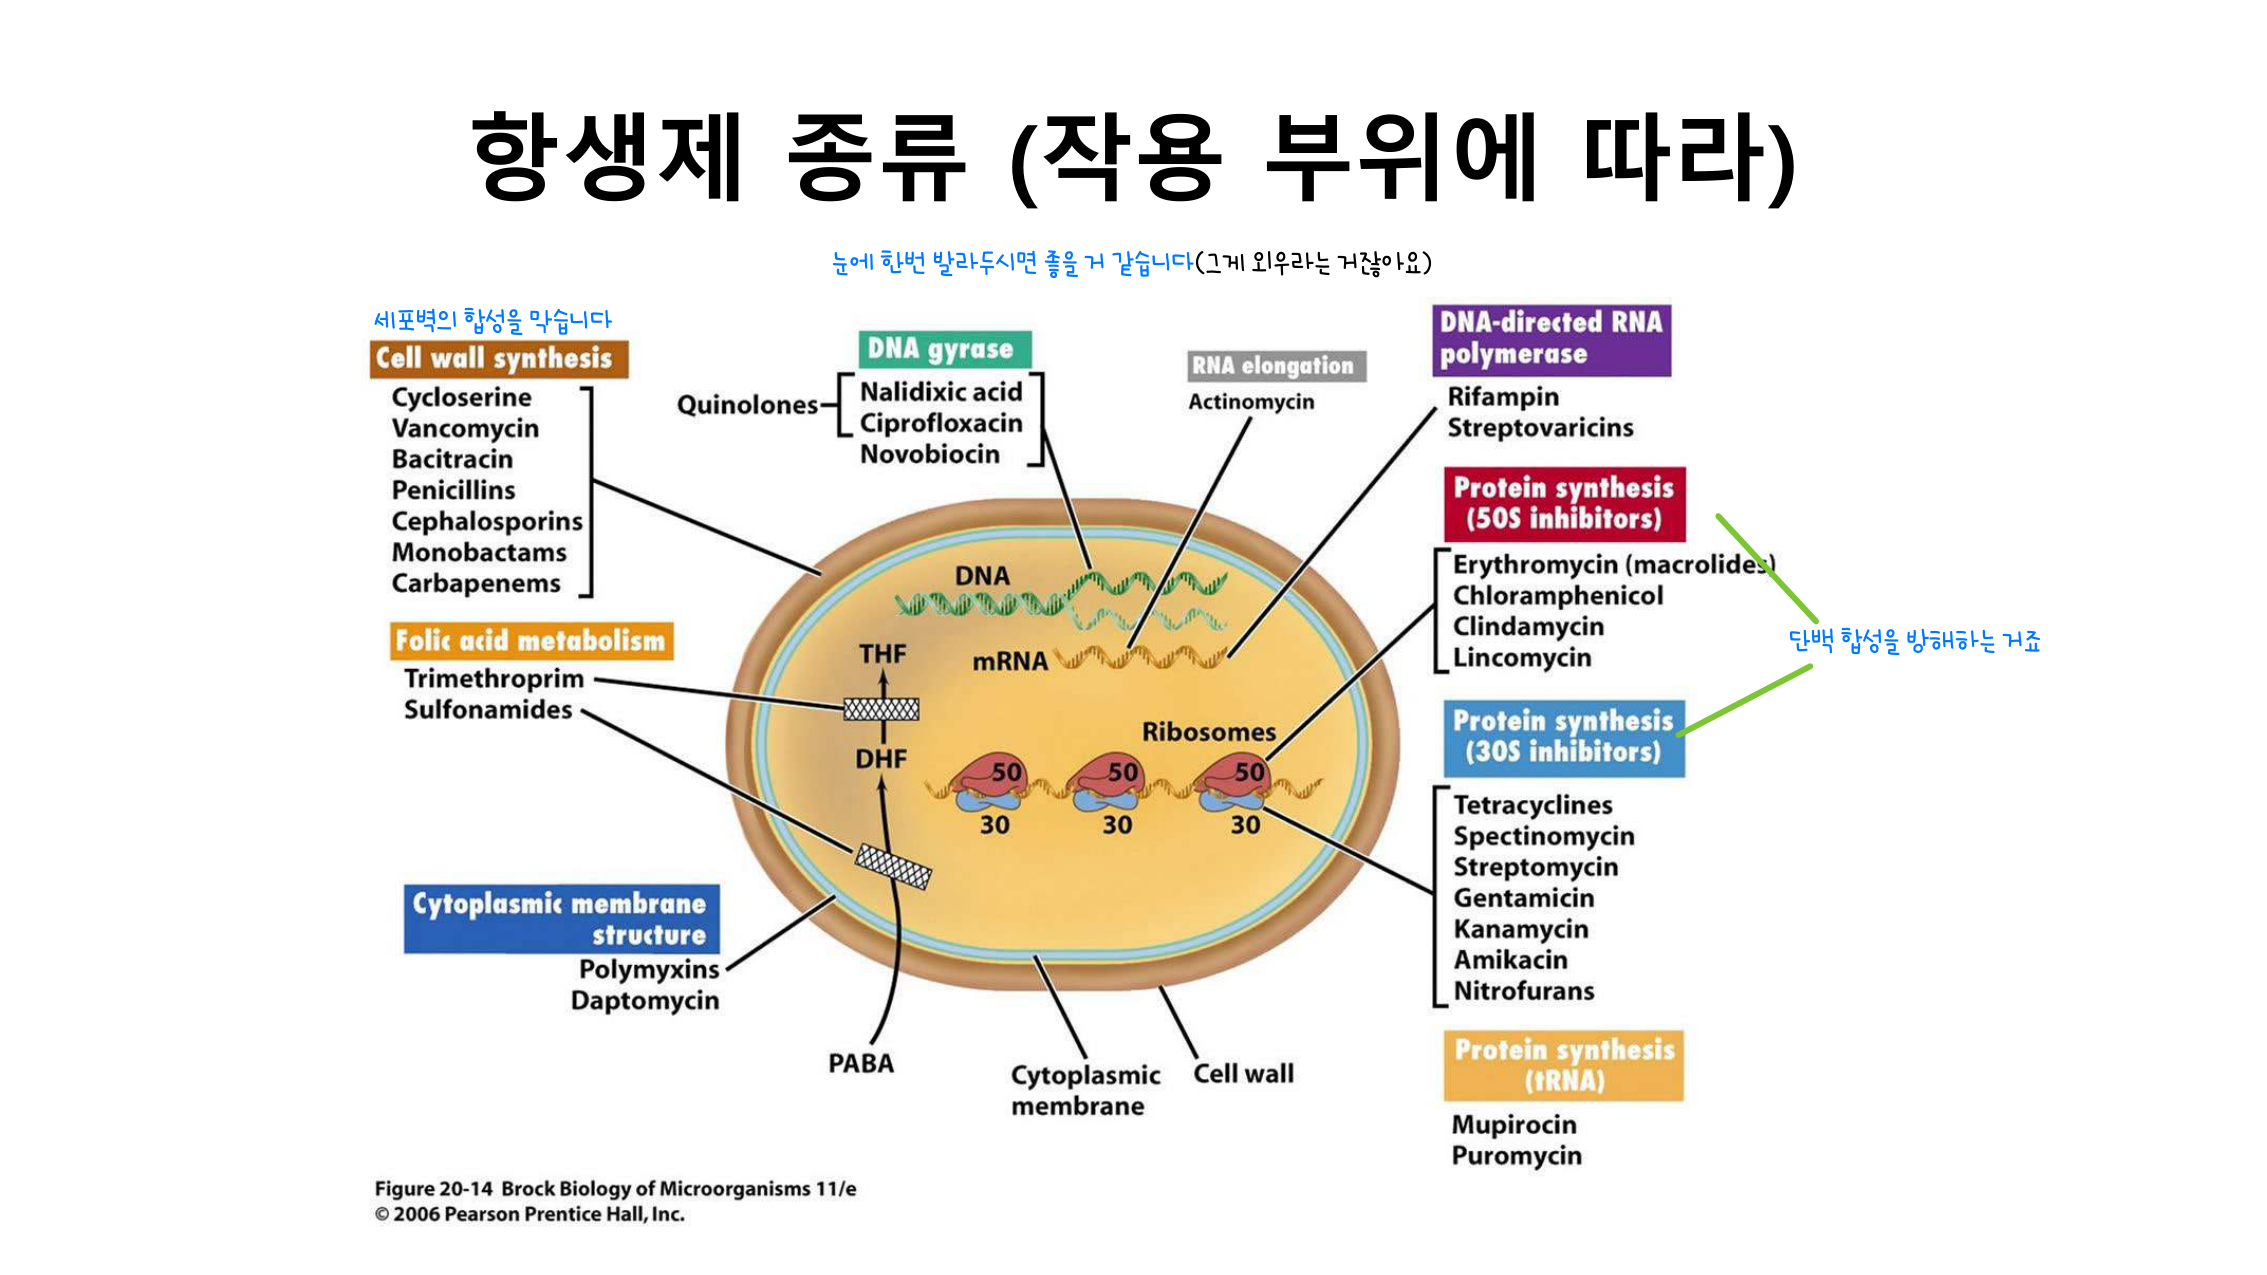 항생제 종류 (작용 부위에 따라)
눈에 한번 발라두시면 좋을 거 같습니다(그게 외우라는 거잖아요)
세포벽의 합성을 막습니다
Cell wall synthesis
Cycloserine
Vancomycin
Bacitracin
Penicillins
Cephalosporins
Monobactams
Carbapenems
Folic acid metabolism
Trimethroprim
Sulfonamides
Cytoplasmic membrane
structure
Polymyxins
Daptomycin
DNA gyrase
Quinolones
Nalidixic acid
Ciprofloxacin
Novobiocin
RNA elongation
Actinomycin
DNA-directed RNA
polymerase
Rifampin
Streptovaricins
Protein synthesis
(50S inhibitors)
Erythromycin (macrolides)
Chloramphenicol
Clindamycin
Lincomycin
단백 합성을 방해하는 거죠
Protein synthesis
(30S inhibitors)
Tetracyclines
Spectinomycin
Streptomycin
Gentamicin
Kanamycin
Amikacin
Nitrofurans
Protein synthesis
(tRNA)
Mupirocin
Puromycin
DNA
THF
mRNA
DHF
Ribosomes
50
50
50
30
30
30
PABA
Cytoplasmic
membrane
Cell wall
Figure 20-14 Brock Biology of Microorganisms 11/e
© 2006 Pearson Prentice Hall, Inc.